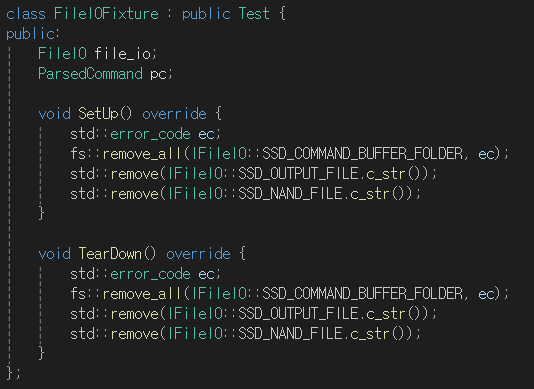 class FileIOFixture : public Test {
public:
    FileIO file_io;
    ParsedCommand pc;

    void SetUp() override {
        std::error_code ec;
        fs::remove_all(IFileIO::SSD_COMMAND_BUFFER_FOLDER, ec);
        std::remove(IFileIO::SSD_OUTPUT_FILE.c_str());
        std::remove(IFileIO::SSD_NAND_FILE.c_str());
    }

    void TearDown() override {
        std::error_code ec;
        fs::remove_all(IFileIO::SSD_COMMAND_BUFFER_FOLDER, ec);
        std::remove(IFileIO::SSD_OUTPUT_FILE.c_str());
        std::remove(IFileIO::SSD_NAND_FILE.c_str());
    }
};